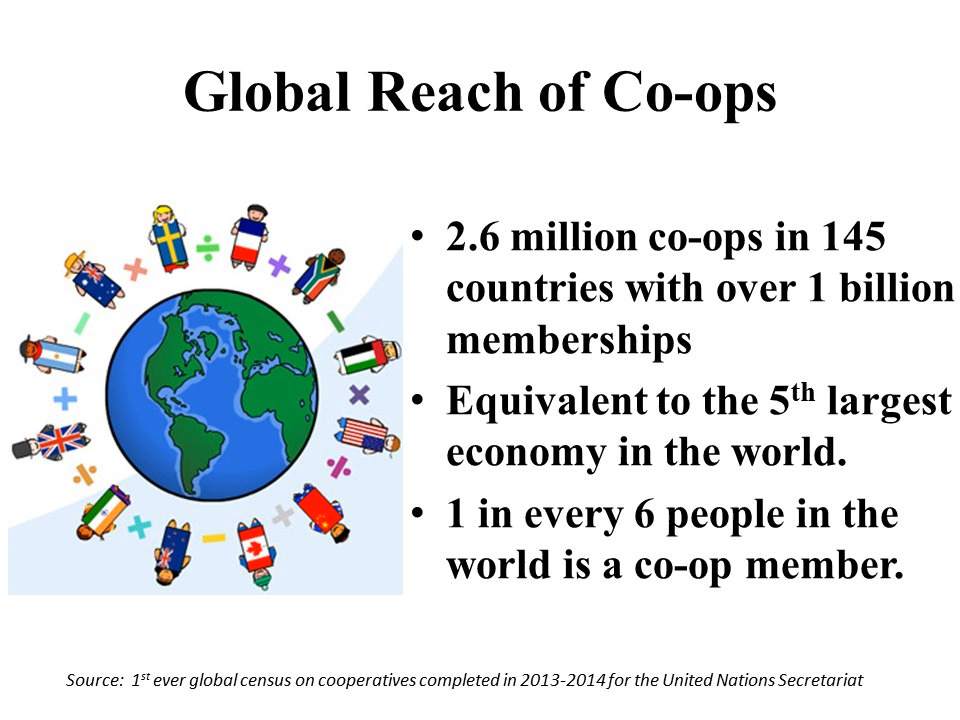 Global Reach of Co-ops
• 2.6 million co-ops in 145
countries with over 1 billion
memberships
• Equivalent to the 5th largest
economy in the world.
• 1 in every 6 people in the
world is a co-op member.
Source: 1st ever global census on cooperatives completed in 2013-2014 for the United Nations Secretariat